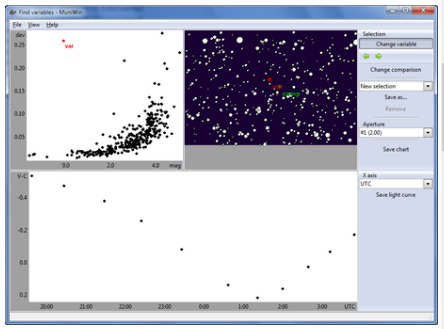 Find variables - MuniWin
File View Help
dev
0.25
0.20
0.15
0.10
0.05
0.0 2.0 4.0 mag
var
Selection
Change variable
Change comparison
New selection
Save as...
Remove
Aperture
#1 (2.00)
Save chart
V-C
-0.4
-0.2
0.0
0.2
20:00 21:00 22:00 23:00 0:00 1:00 2:00 3:00 UTC
X axis
UTC
Save light curve